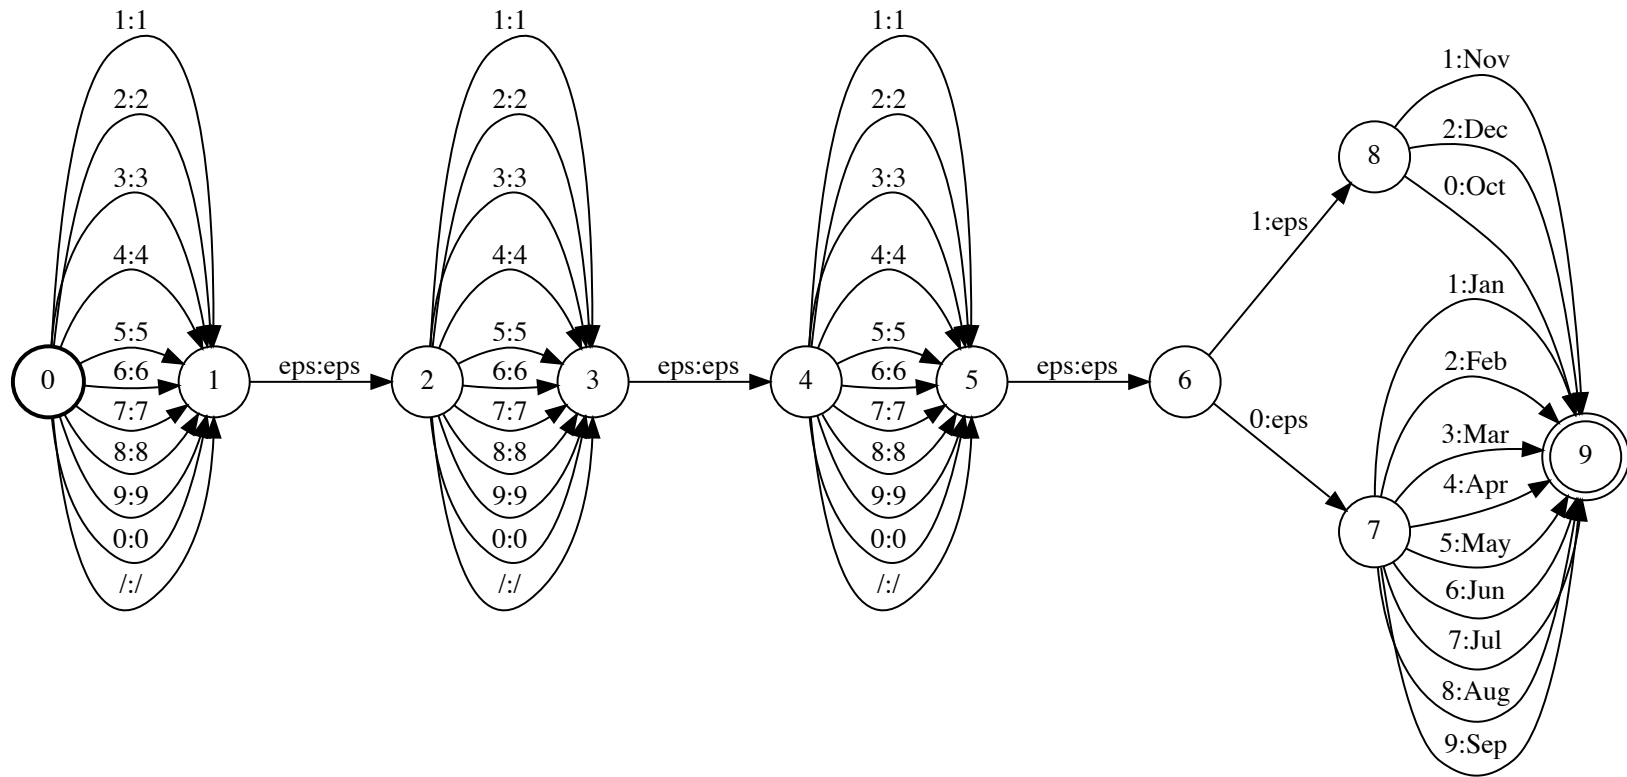 1:1
2:2
3:3
4:4
5:5
6:6
7:7
8:8
9:9
0:0
/:/
0
1
eps:eps
1:1
2:2
3:3
4:4
5:5
6:6
7:7
8:8
9:9
0:0
/:/
2
3
eps:eps
1:1
2:2
3:3
4:4
5:5
6:6
7:7
8:8
9:9
0:0
/:/
4
5
eps:eps
6
1:eps
0:eps
8
1:Nov
2:Dec
0:Oct
7
1:Jan
2:Feb
3:Mar
4:Apr
5:May
6:Jun
7:Jul
8:Aug
9:Sep
9